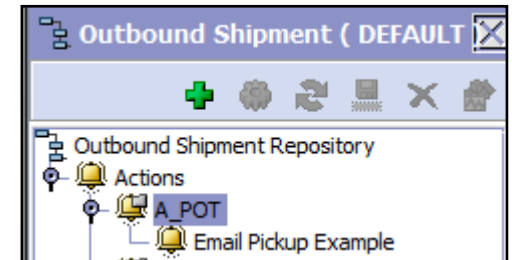 Outbound Shipment ( DEFAULT
Outbound Shipment Repository
Actions
A_POT
Email Pickup Example